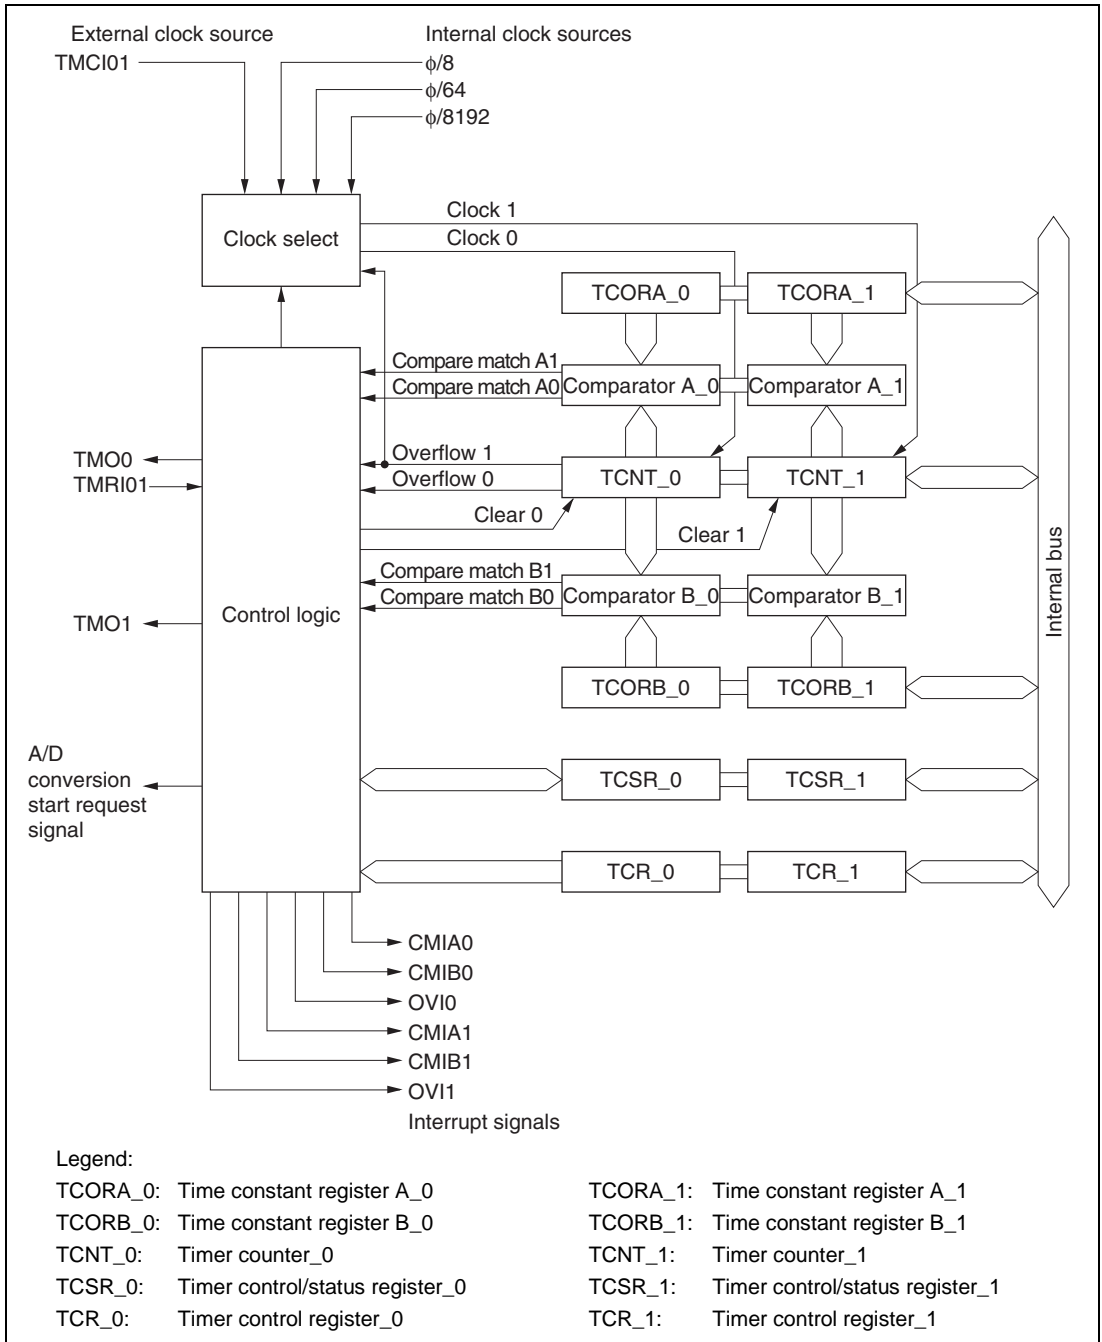 External clock source
Internal clock sources
TMCI01
ϕ/8
ϕ/64
ϕ/8192
Clock select
Clock 1
Clock 0
TCORA_0
TCORA_1
Compare match A1
Compare match A0
Comparator A_0
Comparator A_1
TMO0
TMRI01
Overflow 1
Overflow 0
TCNT_0
TCNT_1
Clear 0
Clear 1
Internal bus
Compare match B1
Compare match B0
Comparator B_0
Comparator B_1
Control logic
TMO1
TCORB_0
TCORB_1
A/D
conversion
start request
signal
TCSR_0
TCSR_1
TCR_0
TCR_1
CMIA0
CMIB0
OVI0
CMIA1
CMIB1
OVI1
Interrupt signals
Legend:
TCORA_0: Time constant register A_0
TCORA_1: Time constant register A_1
TCORB_0: Time constant register B_0
TCORB_1: Time constant register B_1
TCNT_0: Timer counter_0
TCNT_1: Timer counter_1
TCSR_0: Timer control/status register_0
TCSR_1: Timer control/status register_1
TCR_0: Timer control register_0
TCR_1: Timer control register_1